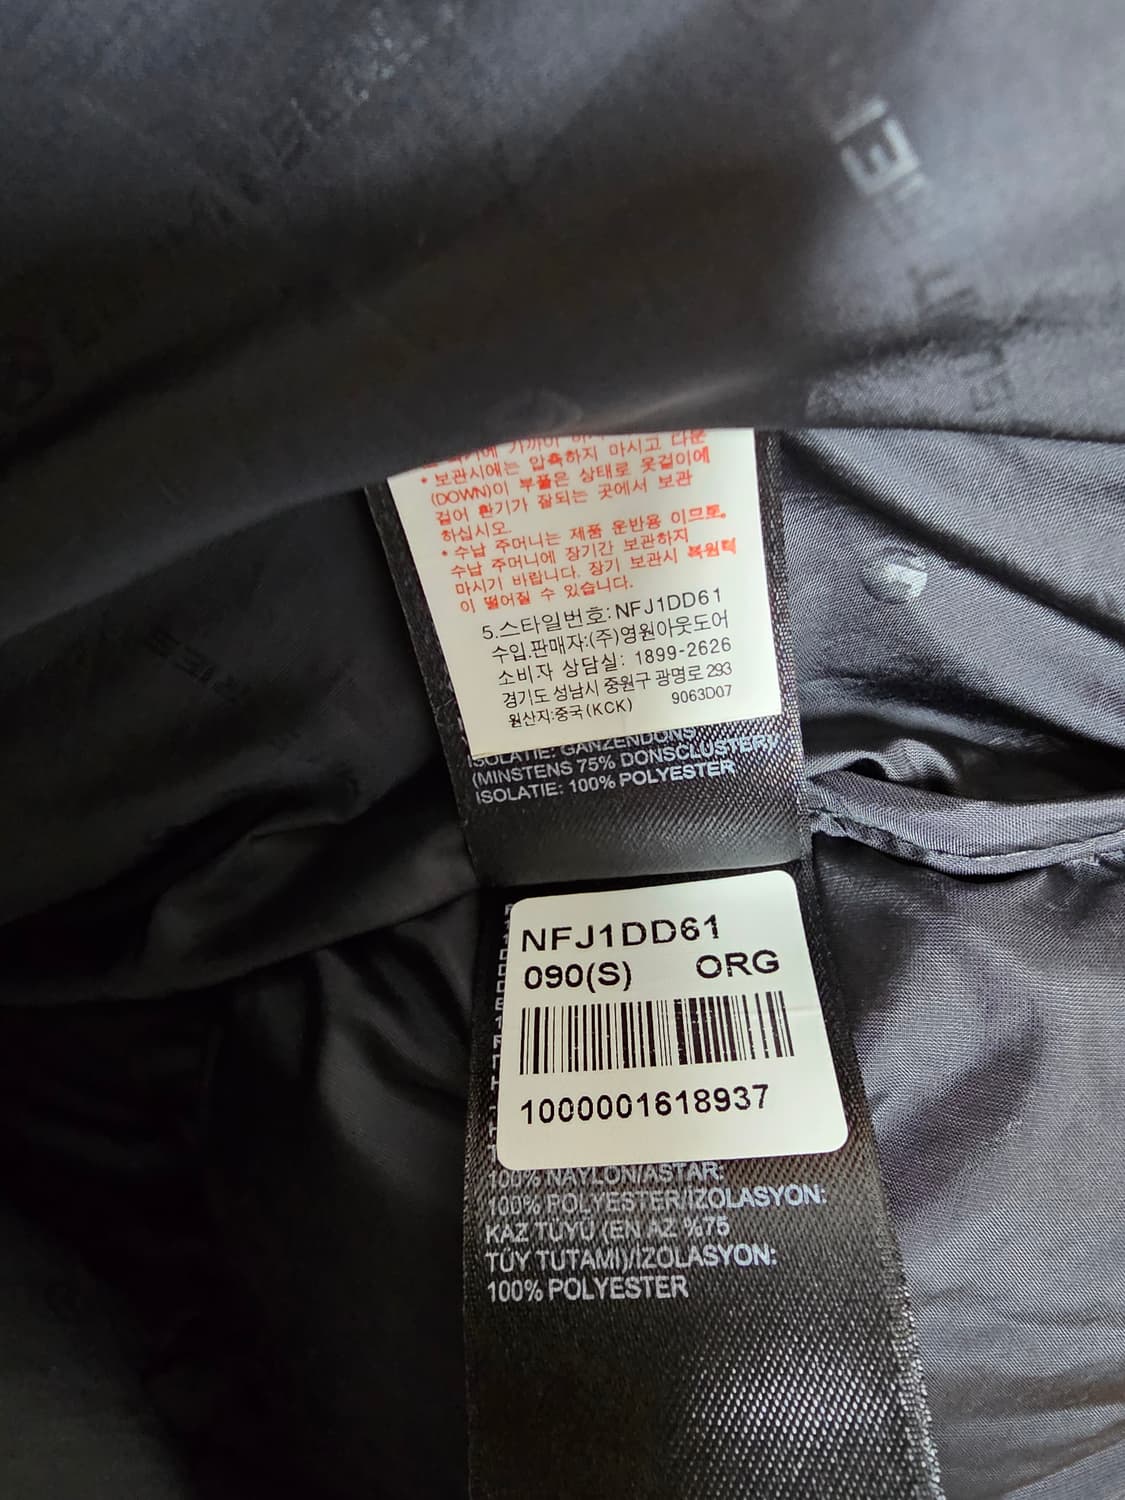 • 보관시에는 압축하지 마시고 다운
(DOWN)이 부풀은 상태로 옷걸이에
걸어 환기가 잘되는 곳에서 보관
하십시오.
• 수납 주머니는 제품 운반용 이므로,
수납 주머니에 장기간 보관하지
마시기 바랍니다. 장기 보관시 복원력
이 떨어질 수 있습니다.
5.스타일번호:NFJ1DD61
수입,판매자:(주)영원아웃도어
소비자 상담실: 1899-2626
경기도 성남시 중원구 광명로 293
원산지:중국(KCK) 9063D07
ISOLATIE: GANZENDONS
(MINSTENS 75% DONSCLUSTER)/
ISOLATIE: 100% POLYESTER
NFJ1DD61
090(S) ORG
1000001618937
100% NAYLON/ASTAR:
100% POLYESTER/IZOLASYON:
KAZ TÜYÜ (EN AZ %75
TÜY TUTAMI)/IZOLASYON:
100% POLYESTER